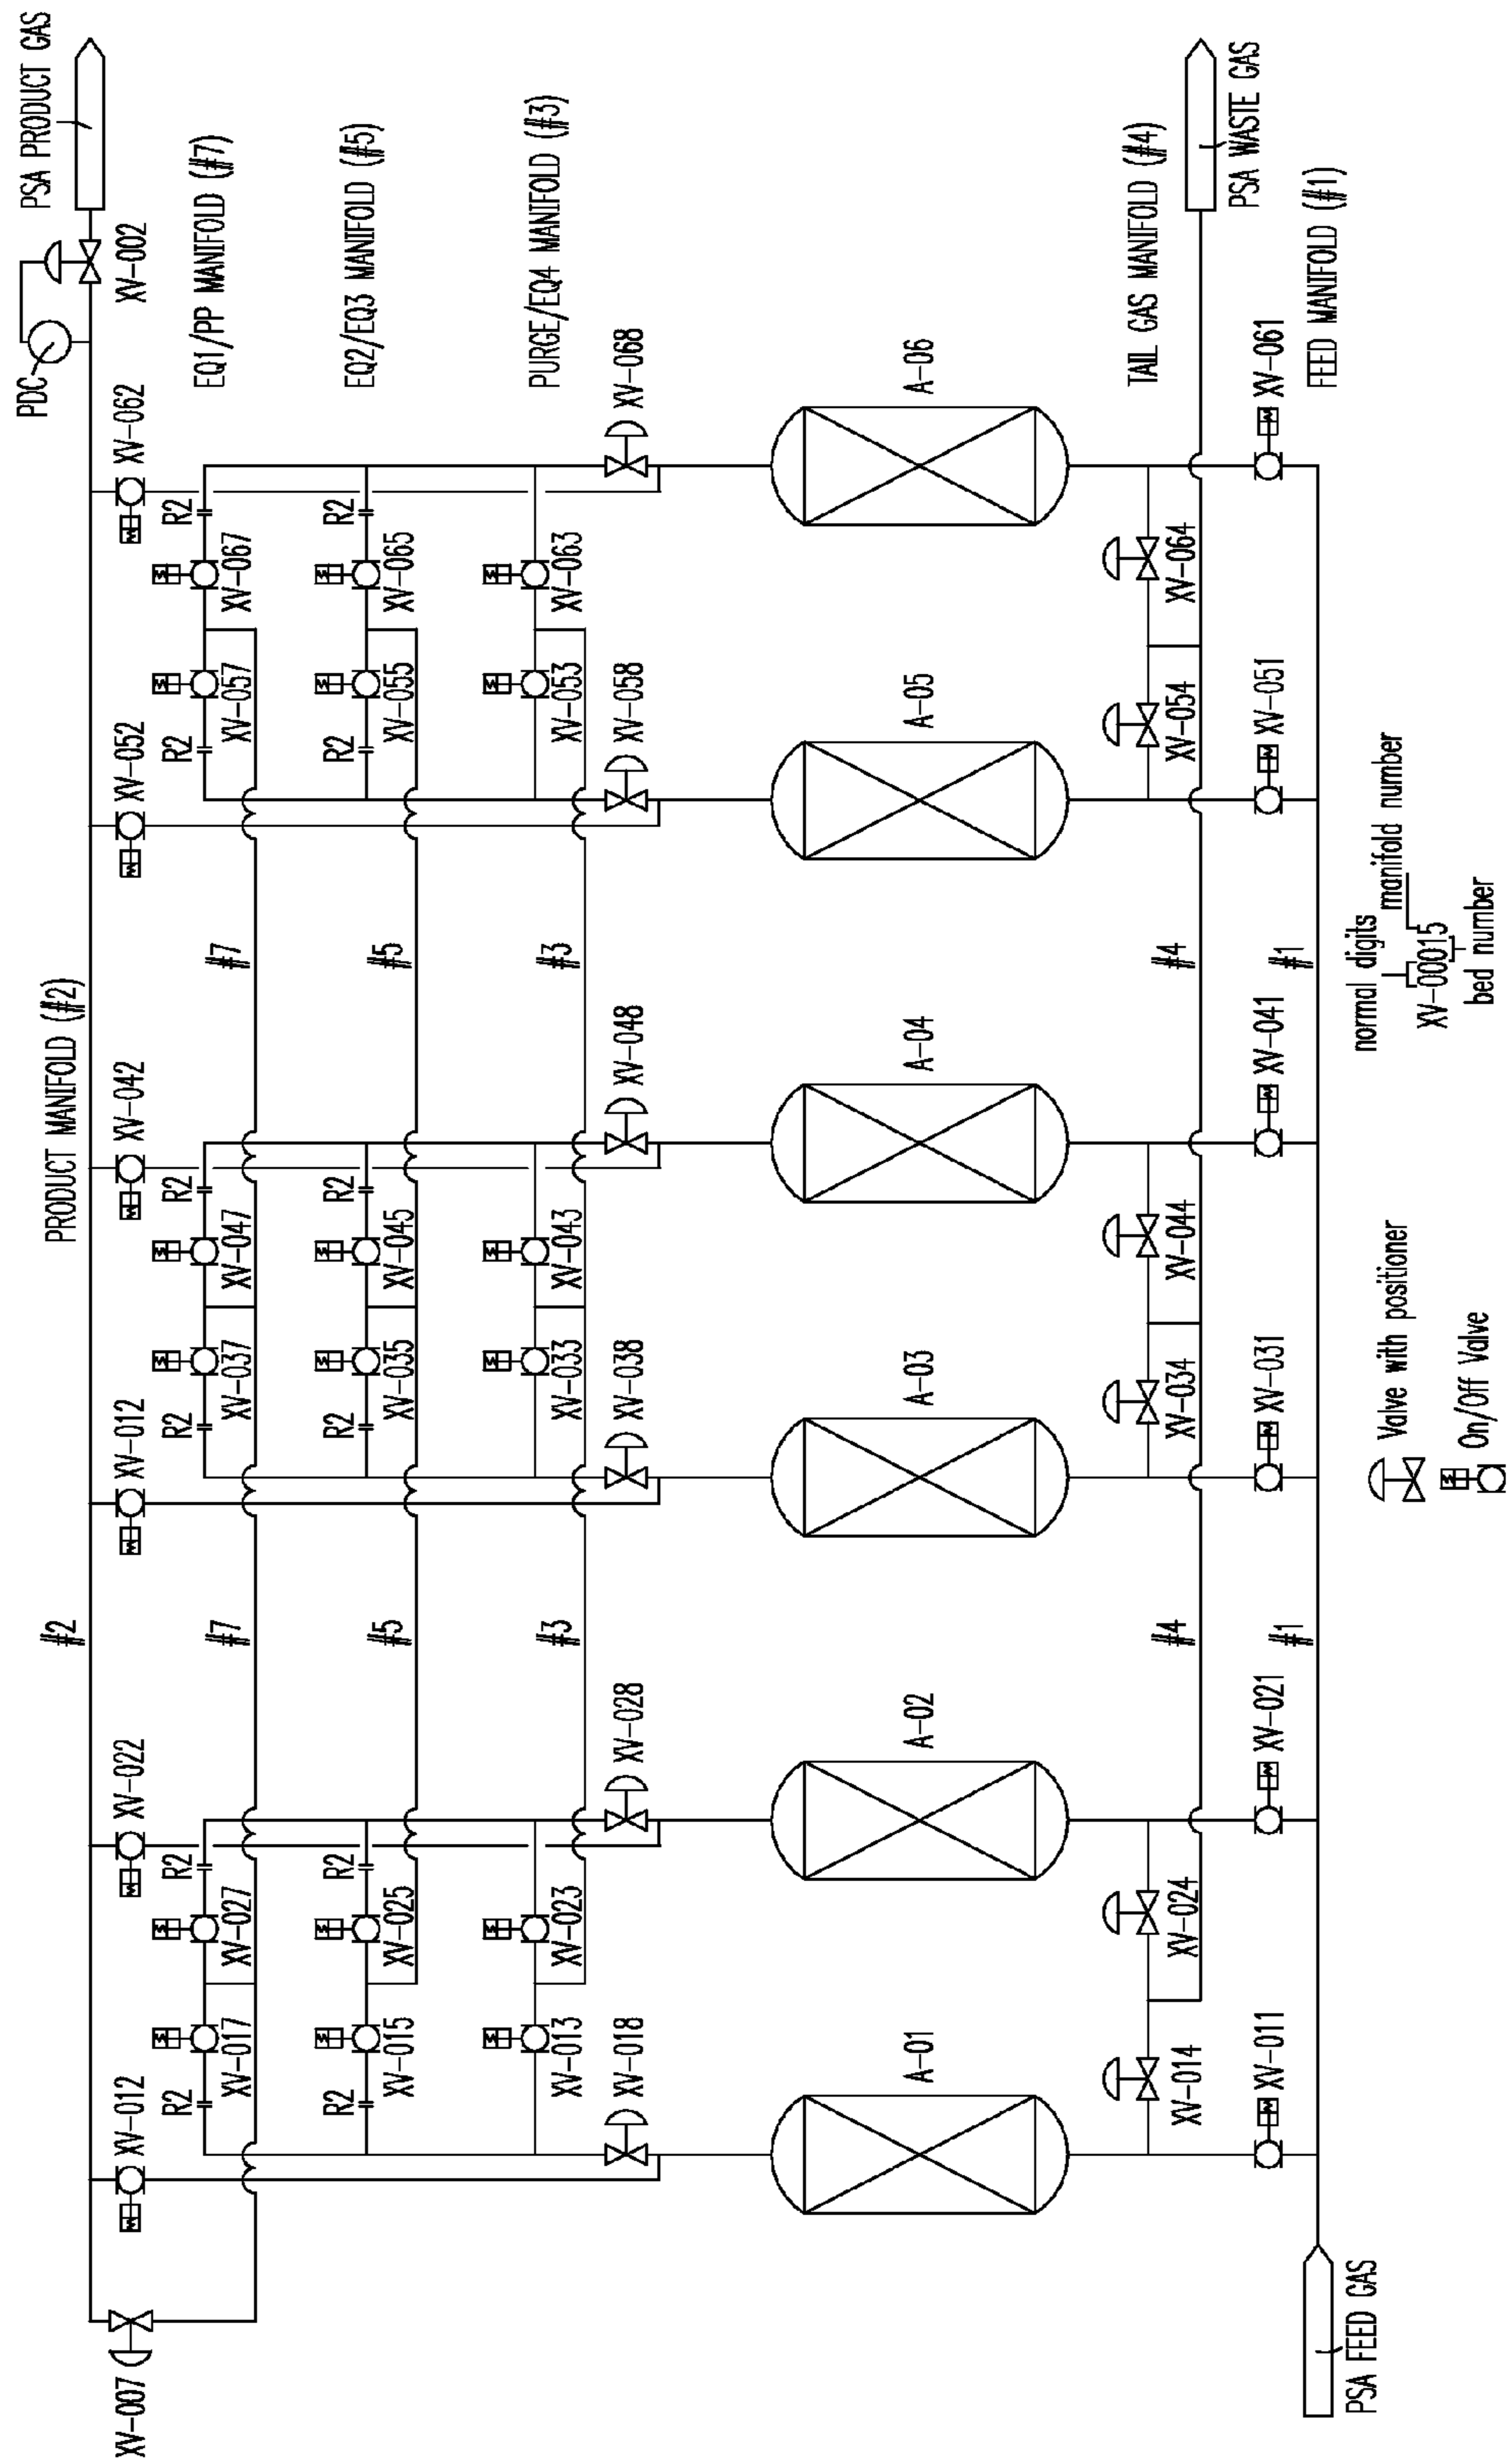 PSA PRODUCT GAS
PDC
XV-002
PRODUCT MANIFOLD (#2)
#2
XV-007
XV-012
XV-022
XV-012
XV-042
XV-052
XV-062
EQ1/PP MANIFOLD (#7)
R2
R2
R2
R2
R2
R2
XV-017
XV-027
XV-037
XV-047
XV-057
XV-067
#7
#7
EQ2/EQ3 MANIFOLD (#5)
R2
R2
R2
R2
R2
R2
XV-015
XV-025
XV-035
XV-045
XV-055
XV-065
#5
#5
PURGE/EQ4 MANIFOLD (#3)
XV-013
XV-023
XV-033
XV-043
XV-053
XV-063
#3
#3
XV-018
XV-028
XV-038
XV-048
XV-058
XV-068
A-01
A-02
A-03
A-04
A-05
A-06
TAIL GAS MANIFOLD (#4)
XV-014
XV-024
XV-034
XV-044
XV-054
XV-064
#4
#4
PSA WASTE GAS
XV-011
XV-021
XV-031
XV-041
XV-051
XV-061
#1
#1
FEED MANIFOLD (#1)
PSA FEED GAS
Valve with positioner
On/Off Valve
normal digits
manifold number
XV-00015
bed number